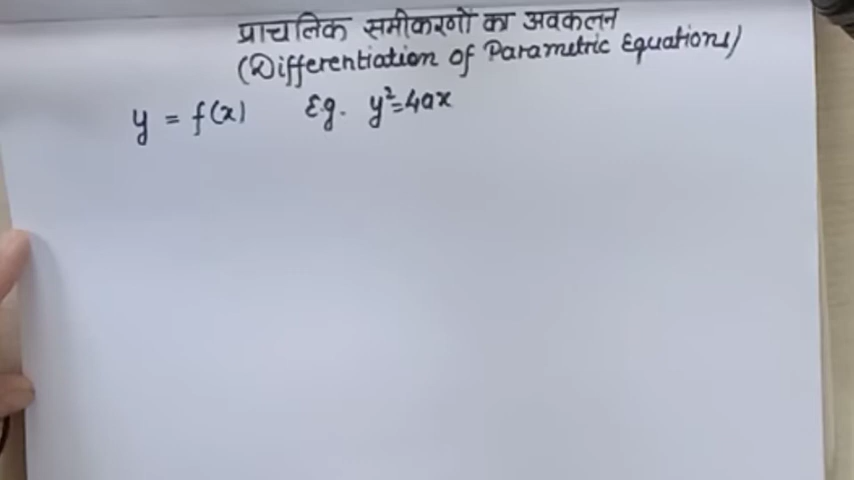 प्राचलिक समीकरणों का अवकलन
(Differentiation of Parametric Equations)
y = f(x) Eg. y²=4ax